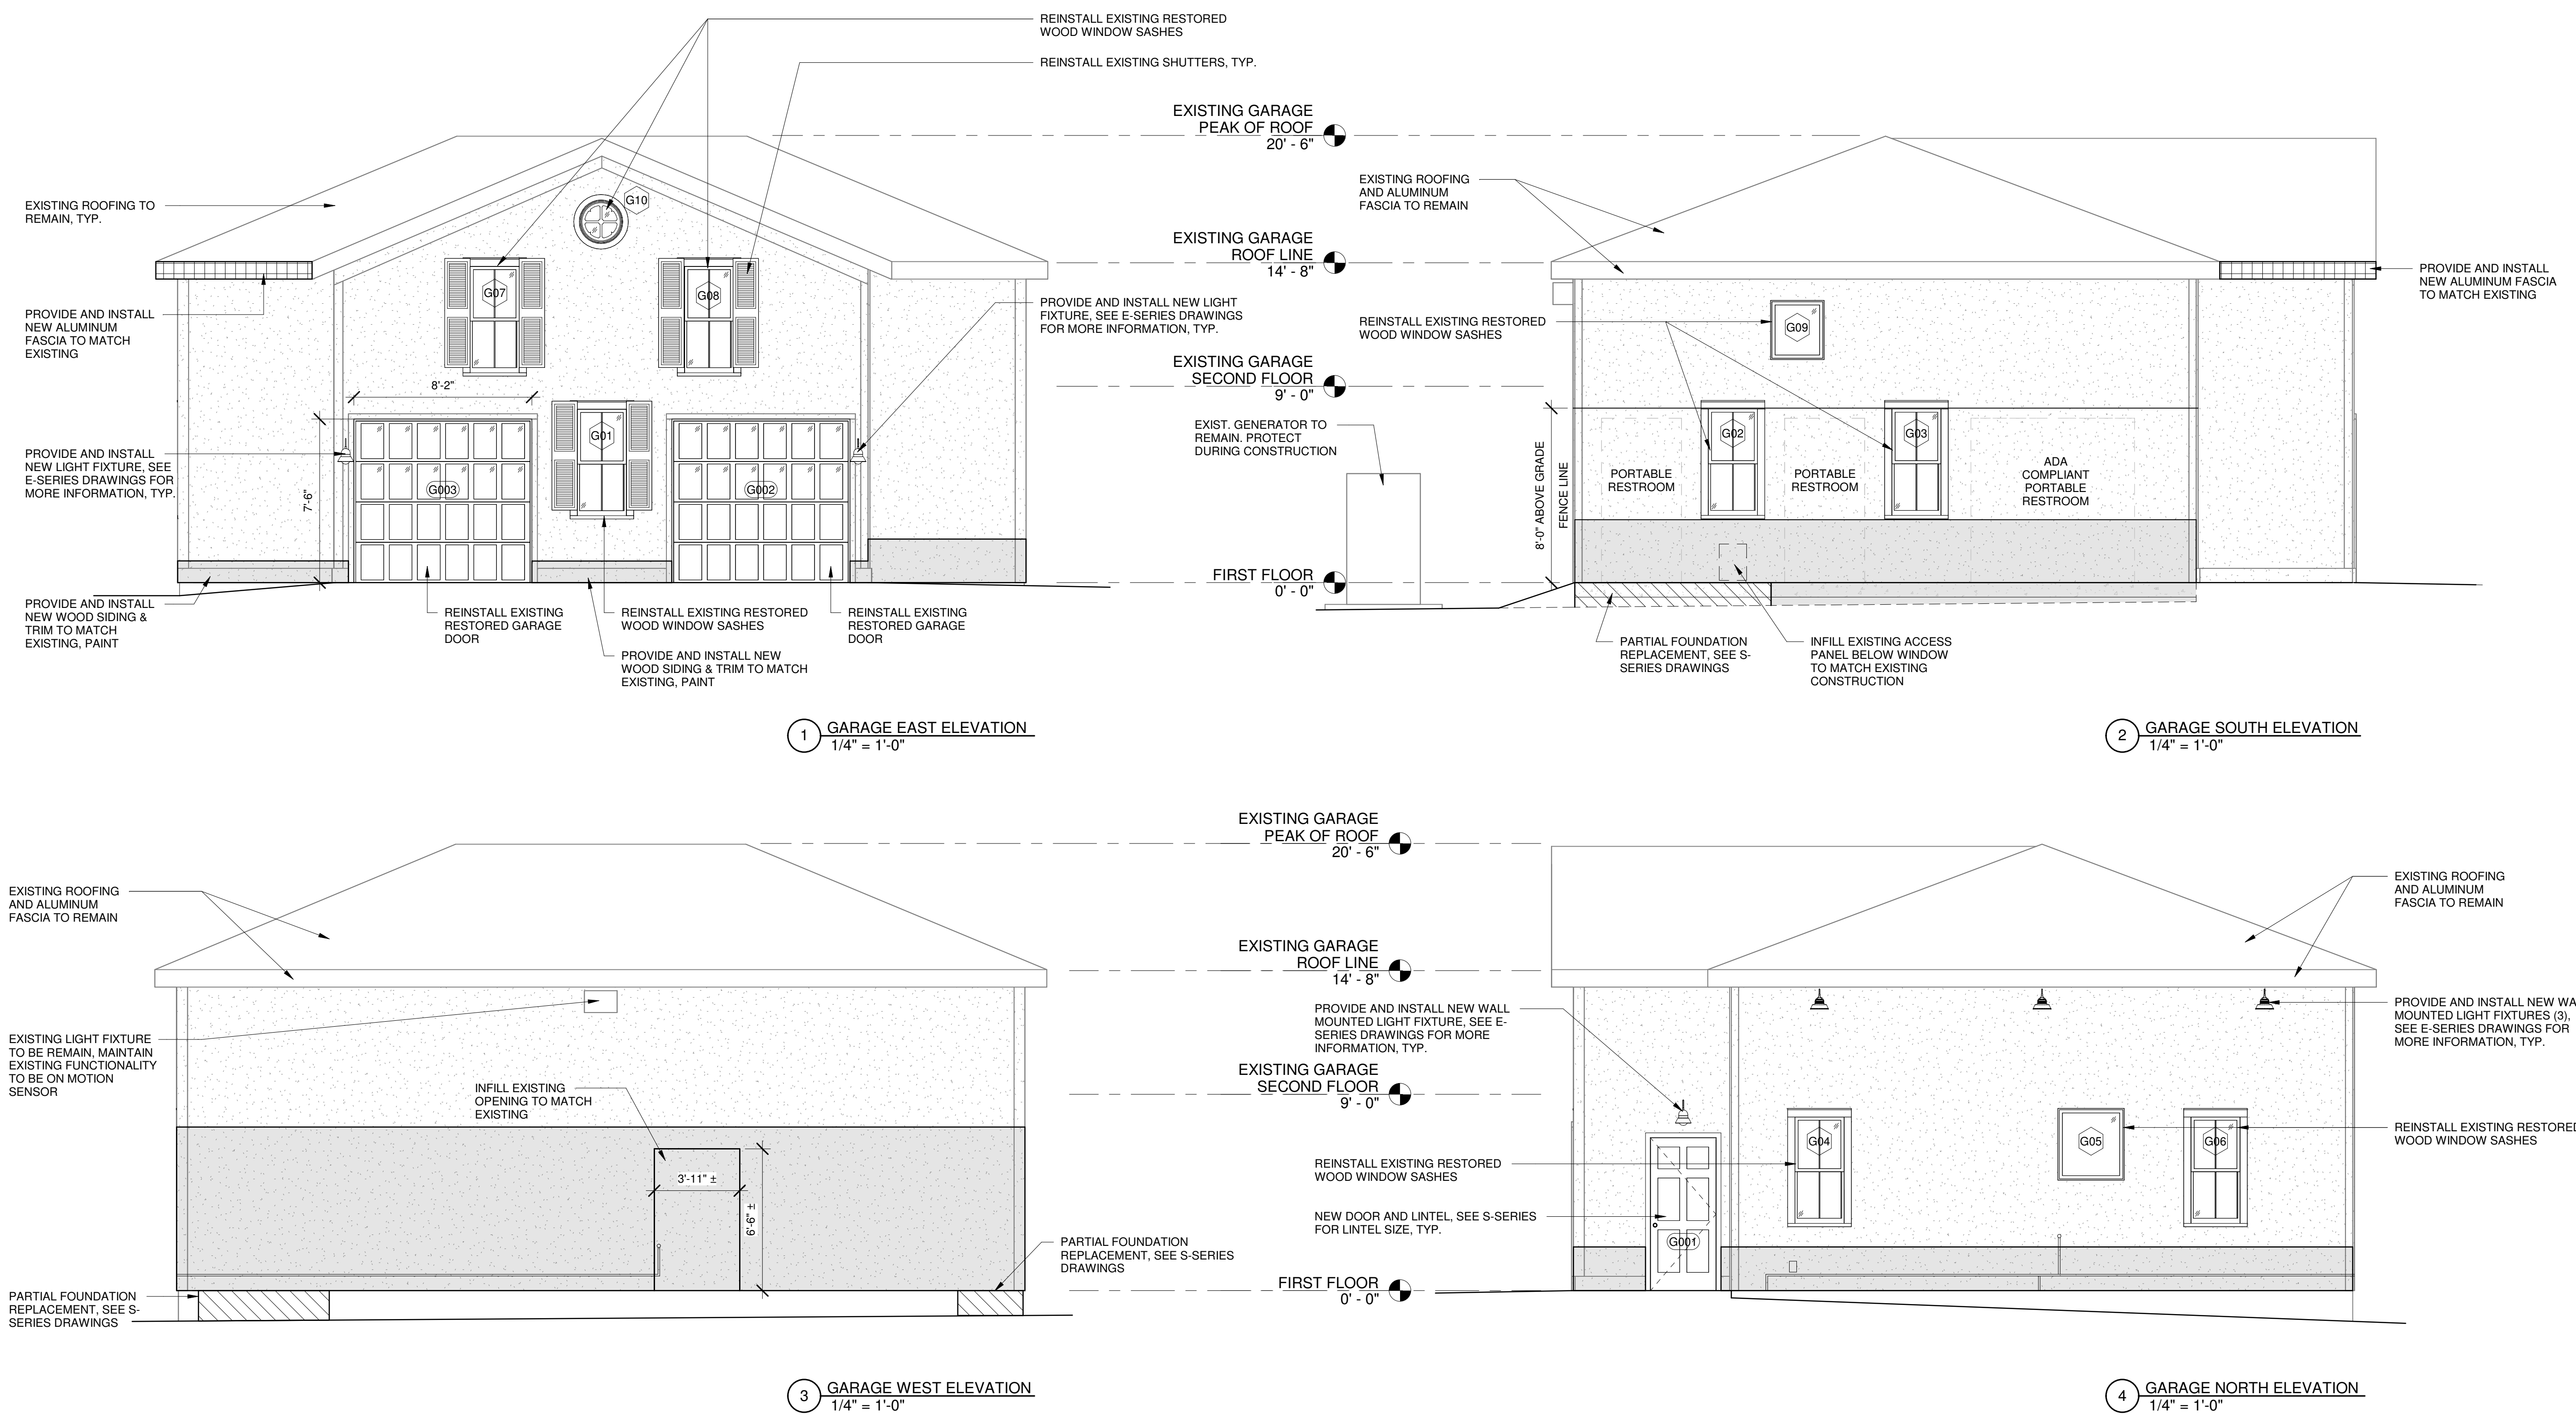 REINSTALL EXISTING RESTORED
WOOD WINDOW SASHES
REINSTALL EXISTING SHUTTERS, TYP.
EXISTING ROOFING TO
REMAIN, TYP.
G10
G07
G08
PROVIDE AND INSTALL
NEW ALUMINUM
FASCIA TO MATCH
EXISTING
PROVIDE AND INSTALL NEW LIGHT
FIXTURE, SEE E-SERIES DRAWINGS
FOR MORE INFORMATION, TYP.
8'-2"
G01
PROVIDE AND INSTALL
NEW LIGHT FIXTURE, SEE
E-SERIES DRAWINGS FOR
MORE INFORMATION, TYP.
7'-6"
G003
G002
PROVIDE AND INSTALL
NEW WOOD SIDING &
TRIM TO MATCH
EXISTING, PAINT
REINSTALL EXISTING
RESTORED GARAGE
DOOR
REINSTALL EXISTING RESTORED
WOOD WINDOW SASHES
REINSTALL EXISTING
RESTORED GARAGE
DOOR
PROVIDE AND INSTALL NEW
WOOD SIDING & TRIM TO MATCH
EXISTING, PAINT
1
GARAGE EAST ELEVATION
1/4" = 1'-0"
EXISTING GARAGE
PEAK OF ROOF
20' - 6"
EXISTING GARAGE
ROOF LINE
14' - 8"
EXISTING GARAGE
SECOND FLOOR
9' - 0"
FIRST FLOOR
0' - 0"
EXISTING ROOFING
AND ALUMINUM
FASCIA TO REMAIN
PROVIDE AND INSTALL
NEW ALUMINUM FASCIA
TO MATCH EXISTING
REINSTALL EXISTING RESTORED
WOOD WINDOW SASHES
G09
EXIST. GENERATOR TO
REMAIN. PROTECT
DURING CONSTRUCTION
8'-0" ABOVE GRADE
FENCE LINE
G02
G03
PORTABLE
RESTROOM
PORTABLE
RESTROOM
ADA
COMPLIANT
PORTABLE
RESTROOM
PARTIAL FOUNDATION
REPLACEMENT, SEE S-
SERIES DRAWINGS
INFILL EXISTING ACCESS
PANEL BELOW WINDOW
TO MATCH EXISTING
CONSTRUCTION
2
GARAGE SOUTH ELEVATION
1/4" = 1'-0"
EXISTING ROOFING
AND ALUMINUM
FASCIA TO REMAIN
EXISTING LIGHT FIXTURE
TO BE REMAIN, MAINTAIN
EXISTING FUNCTIONALITY
TO BE ON MOTION
SENSOR
INFILL EXISTING
OPENING TO MATCH
EXISTING
3'-11" ±
6'-6" ±
PARTIAL FOUNDATION
REPLACEMENT, SEE S-SERIES
DRAWINGS
PARTIAL FOUNDATION
REPLACEMENT, SEE S-
SERIES DRAWINGS
3
GARAGE WEST ELEVATION
1/4" = 1'-0"
EXISTING GARAGE
PEAK OF ROOF
20' - 6"
EXISTING GARAGE
ROOF LINE
14' - 8"
EXISTING GARAGE
SECOND FLOOR
9' - 0"
FIRST FLOOR
0' - 0"
EXISTING ROOFING
AND ALUMINUM
FASCIA TO REMAIN
PROVIDE AND INSTALL NEW WALL
MOUNTED LIGHT FIXTURE, SEE E-
SERIES DRAWINGS FOR MORE
INFORMATION, TYP.
PROVIDE AND INSTALL NEW
MOUNTED LIGHT FIXTURES (3),
SEE E-SERIES DRAWINGS FOR
MORE INFORMATION, TYP.
REINSTALL EXISTING RESTORED
WOOD WINDOW SASHES
G04
G05
G06
REINSTALL EXISTING RESTORED
WOOD WINDOW SASHES
NEW DOOR AND LINTEL, SEE S-SERIES
FOR LINTEL SIZE, TYP.
G001
4
GARAGE NORTH ELEVATION
1/4" = 1'-0"